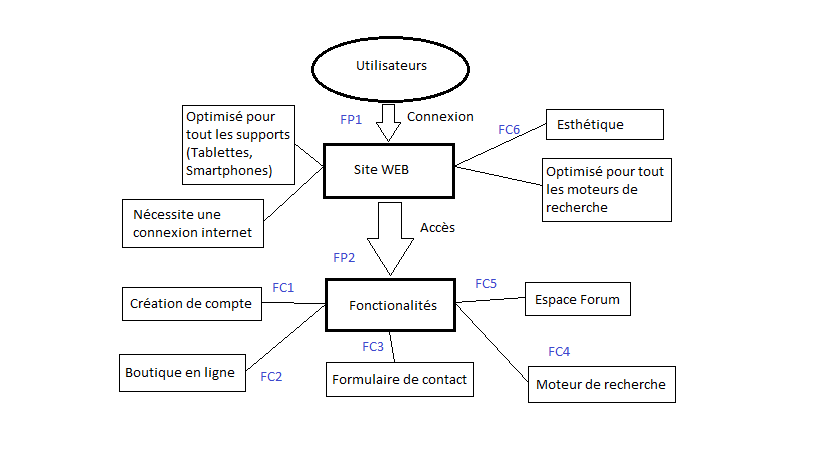 Utilisateurs
FP1
Connexion
Optimisé pour
tout les supports
(Tablettes,
Smartphones)
FC6
Esthétique
Site WEB
Optimisé pour tout
les moteurs de
recherche
Nécessite une
connexion internet
Accès
FP2
FC1
FC5
Création de compte
Fonctionalités
Espace Forum
FC3
FC4
Boutique en ligne
FC2
Formulaire de contact
Moteur de recherche